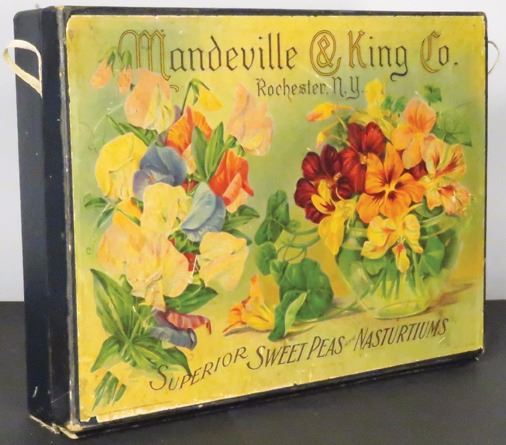 Mandeville & King Co.
Rochester, N.Y.
SUPERIOR SWEET PEAS AND NASTURTIUMS